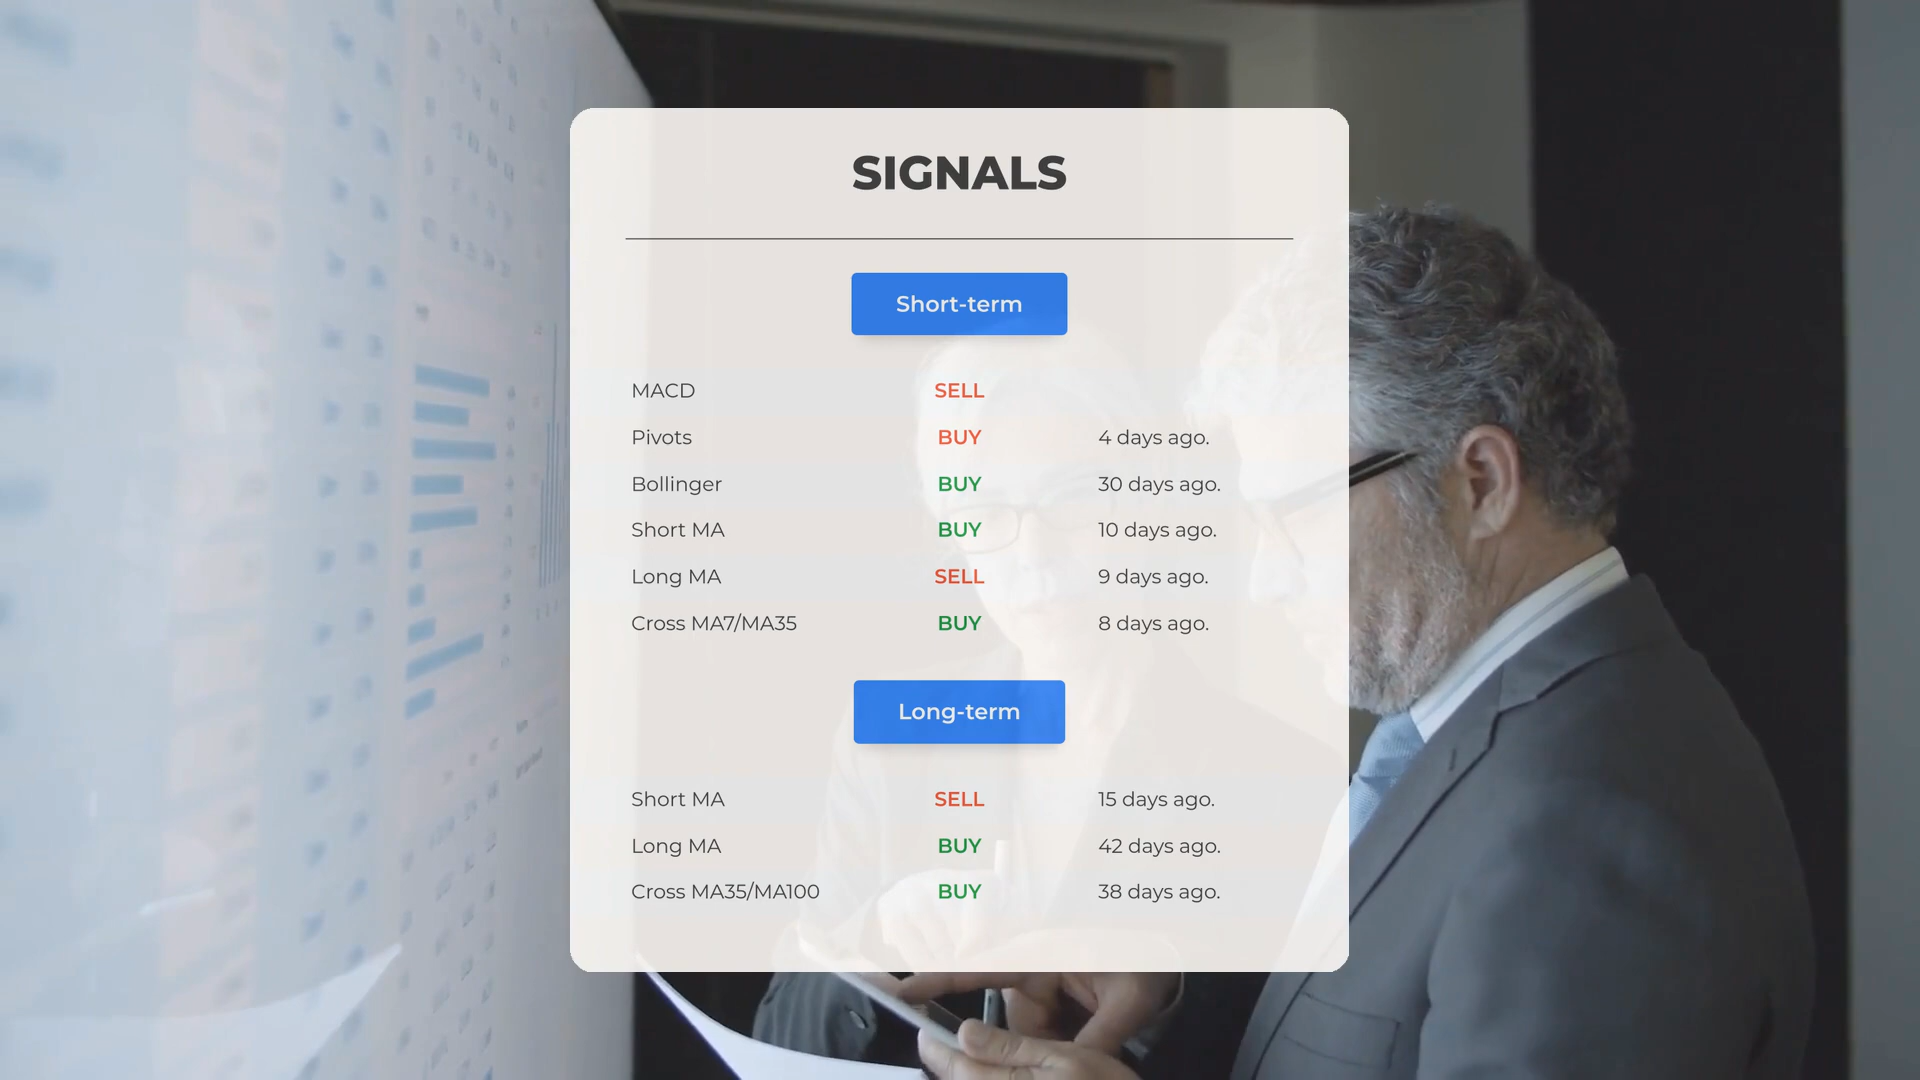 SIGNALS
Short-term
MACD SELL
Pivots BUY 4 days ago.
Bollinger BUY 30 days ago.
Short MA BUY 10 days ago.
Long MA SELL 9 days ago.
Cross MA7/MA35 BUY 8 days ago.
Long-term
Short MA SELL 15 days ago.
Long MA BUY 42 days ago.
Cross MA35/MA100 BUY 38 days ago.